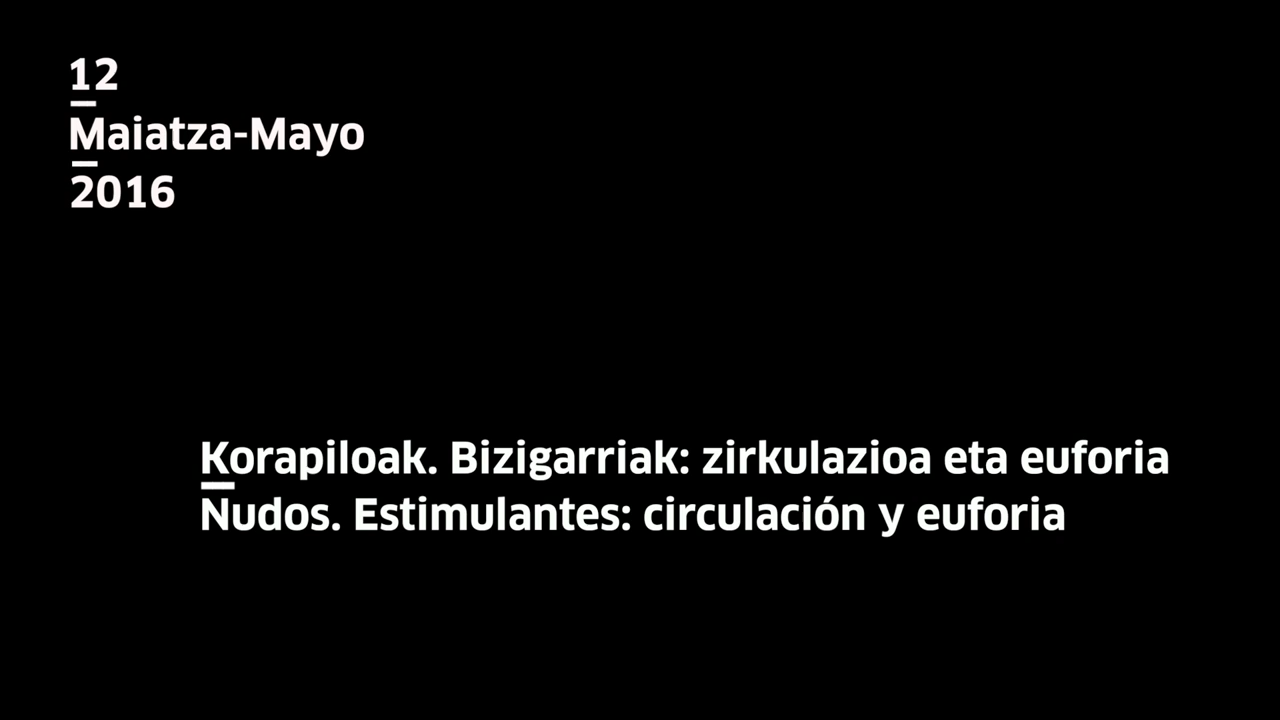 12
Maiatza-Mayo
2016
Korapiloak. Bizigarriak: zirkulazioa eta euforia
Nudos. Estimulantes: circulación y euforia